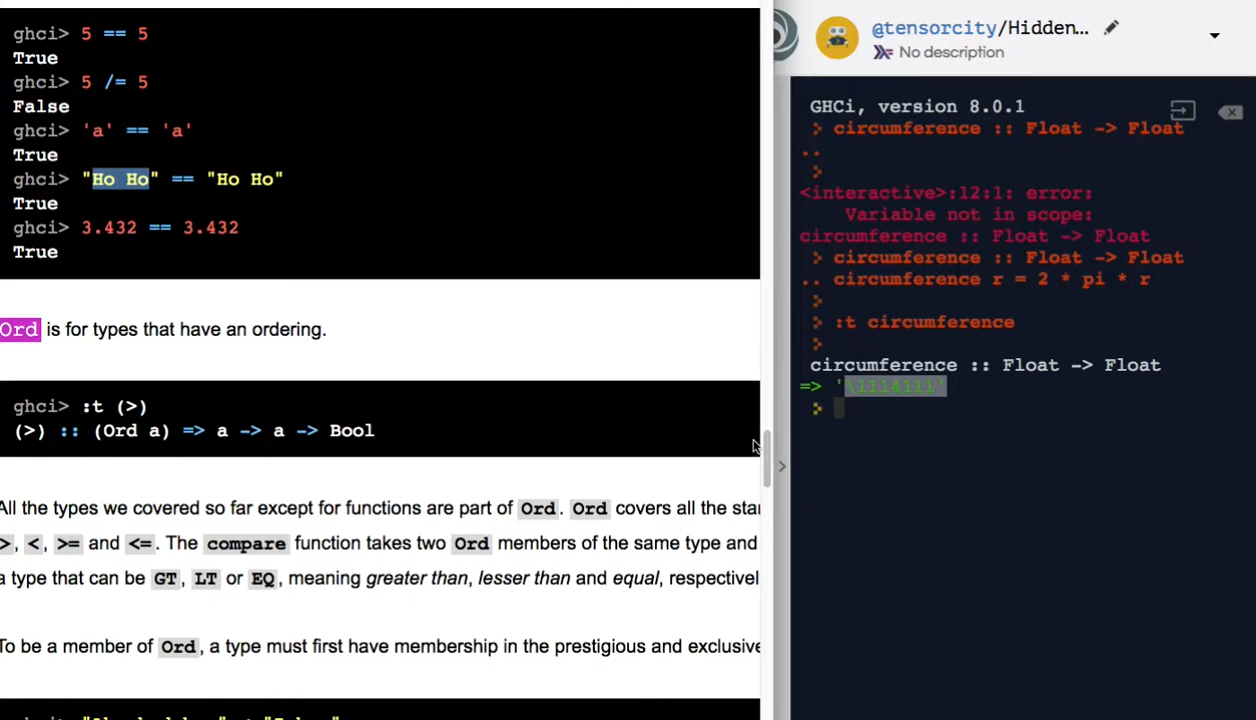 ghci> 5 == 5
True
ghci> 5 /= 5
False
ghci> 'a' == 'a'
True
ghci> "Ho Ho" == "Ho Ho"
True
ghci> 3.432 == 3.432
True
Ord is for types that have an ordering.
ghci> :t (>)
(>) :: (Ord a) => a -> a -> Bool
All the types we covered so far except for functions are part of Ord. Ord covers all the
>, <, >= and <=. The compare function takes two Ord members of the same type and
a type that can be GT, LT or EQ, meaning greater than, lesser than and equal,
To be a member of Ord, a type must first have membership in the prestigious and exclusive
@tensorcity/Hidden...
No description
GHCi, version 8.0.1
> circumference :: Float -> Float
..
>
<interactive>:12:1: error:
Variable not in scope:
circumference :: Float -> Float
> circumference :: Float -> Float
.. circumference r = 2 * pi * r
>
> :t circumference
>
circumference :: Float -> Float
=> '\1114111'
>